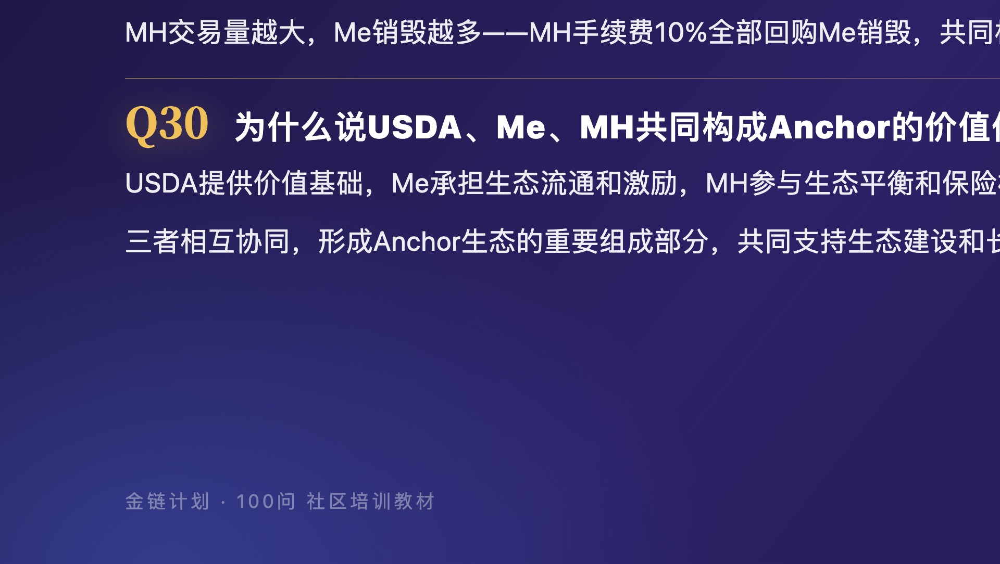 MH交易量越大，Me销毁越多——MH手续费10%全部回购Me销毁，共同
Q30 为什么说USDA、Me、MH共同构成Anchor的价值
USDA提供价值基础，Me承担生态流通和激励，MH参与生态平衡和保险
三者相互协同，形成Anchor生态的重要组成部分，共同支持生态建设和长
金链计划 · 100问 社区培训教材